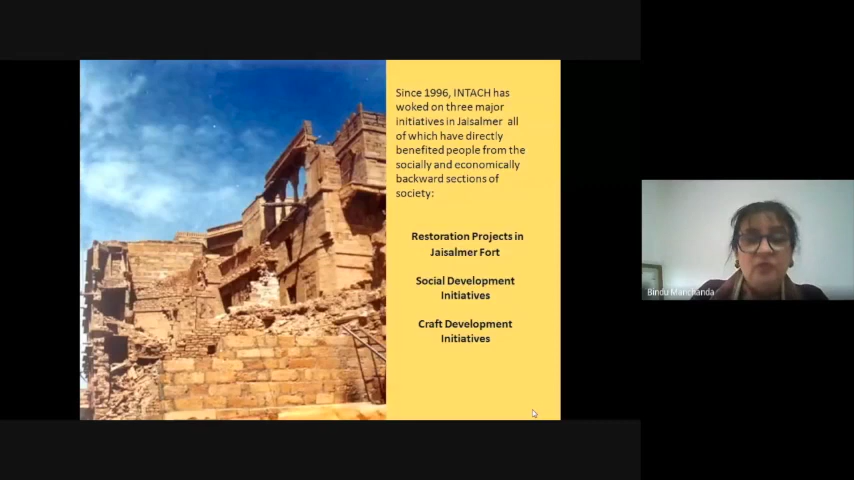 Since 1996, INTACH has
woked on three major
initiatives in Jaisalmer all
of which have directly
benefited people from the
socially and economically
backward sections of
society:
Restoration Projects in
Jaisalmer Fort
Social Development
Initiatives
Craft Development
Initiatives
Bindu Manchanda